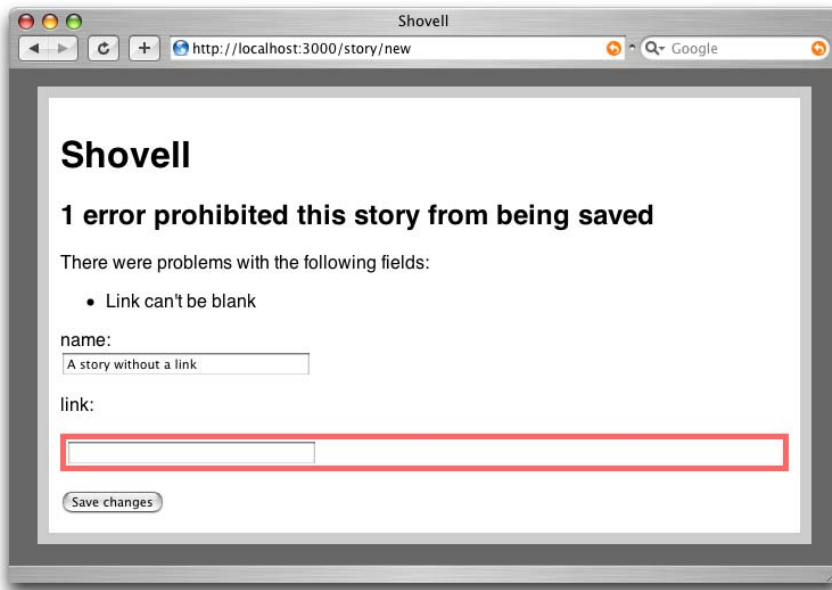 Shovell
http://localhost:3000/story/new
Google
Shovell
1 error prohibited this story from being saved
There were problems with the following fields:
• Link can't be blank
name:
A story without a link
link:
Save changes